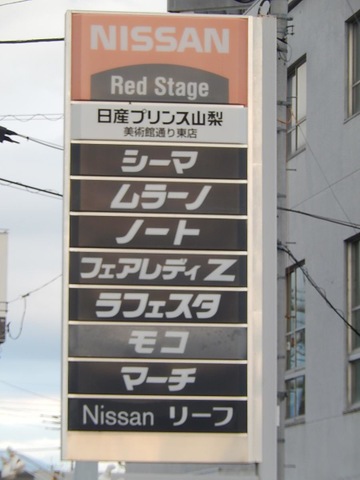 NISSAN
Red Stage
日産プリンス山梨
美術館通り東店
シーマ
ムラーノ
ノート
フェアレディZ
ラフェスタ
モコ
マーチ
Nissan リーフ